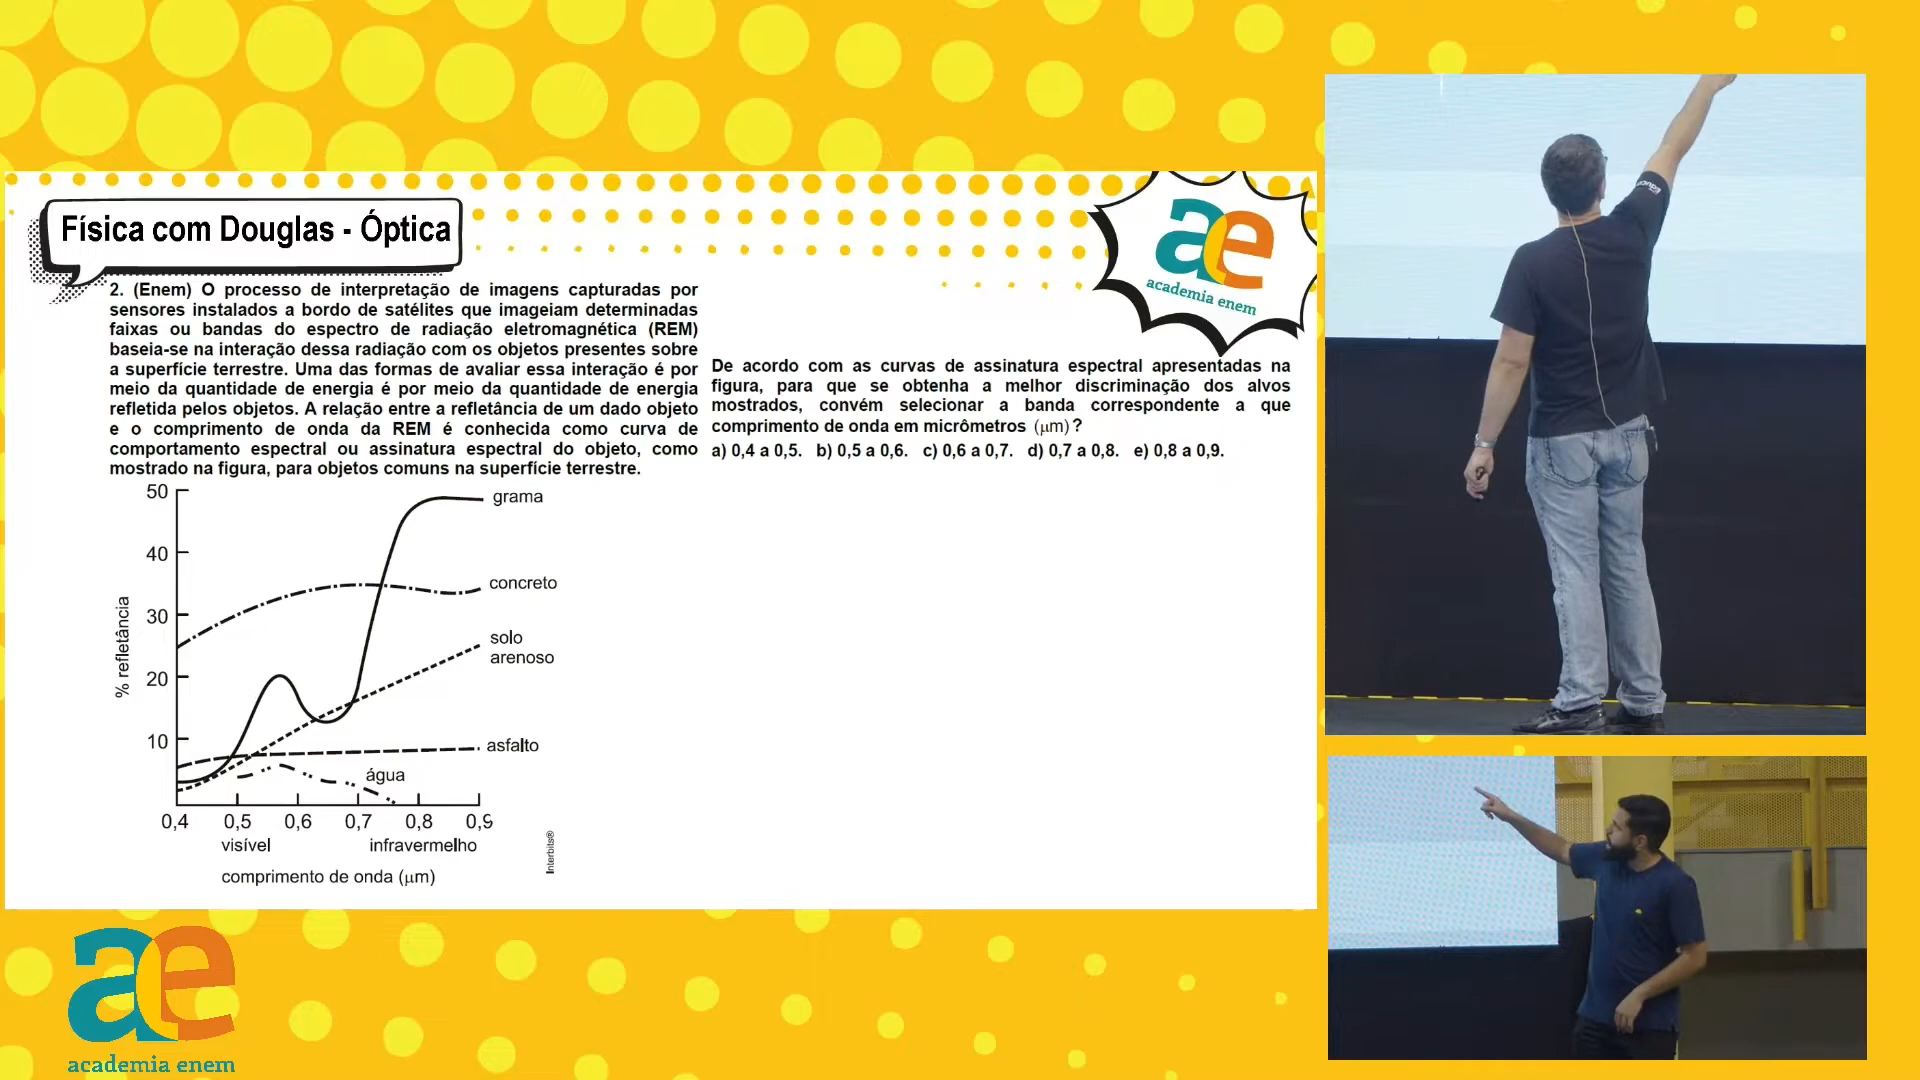 Física com Douglas - Óptica
ae
academia enem
2. (Enem) O processo de interpretação de imagens capturadas por
sensores instalados a bordo de satélites que imageiam determinadas
faixas ou bandas do espectro de radiação eletromagnética (REM)
baseia-se na interação dessa radiação com os objetos presentes sobre
a superfície terrestre. Uma das formas de avaliar essa interação é por
meio da quantidade de energia é por meio da quantidade de energia
refletida pelos objetos. A relação entre a refletância de um dado objeto
e o comprimento de onda da REM é conhecida como curva de
comportamento espectral ou assinatura espectral do objeto, como
mostrado na figura, para objetos comuns na superfície terrestre.
De acordo com as curvas de assinatura espectral apresentadas na
figura, para que se obtenha a melhor discriminação dos alvos
mostrados, convém selecionar a banda correspondente a que
comprimento de onda em micrômetros (μm)?
a) 0,4 a 0,5. b) 0,5 a 0,6. c) 0,6 a 0,7. d) 0,7 a 0,8. e) 0,8 a 0,9.
% refletância
50
40
30
20
10
grama
concreto
solo
arenoso
asfalto
água
0,4 0,5 0,6 0,7 0,8 0,9
visível infravermelho
comprimento de onda (μm)
Interbits®
ae
academia enem